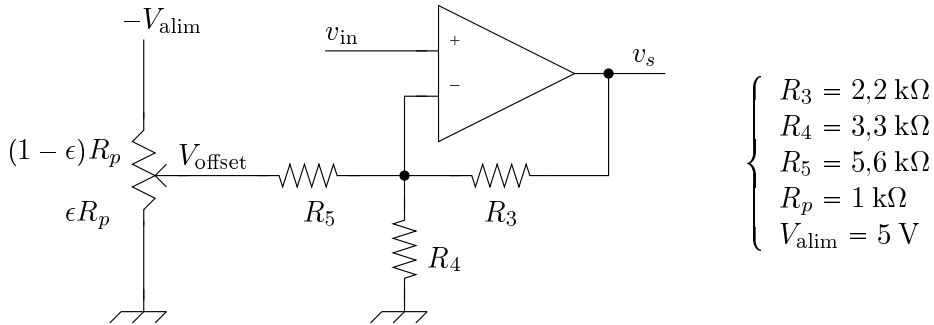 −V_alim
v_in
+
−
v_s
(1 − ϵ)R_p
V_offset
ϵR_p
R_5
R_3
R_4
R_3 = 2,2 kΩ
R_4 = 3,3 kΩ
R_5 = 5,6 kΩ
R_p = 1 kΩ
V_alim = 5 V